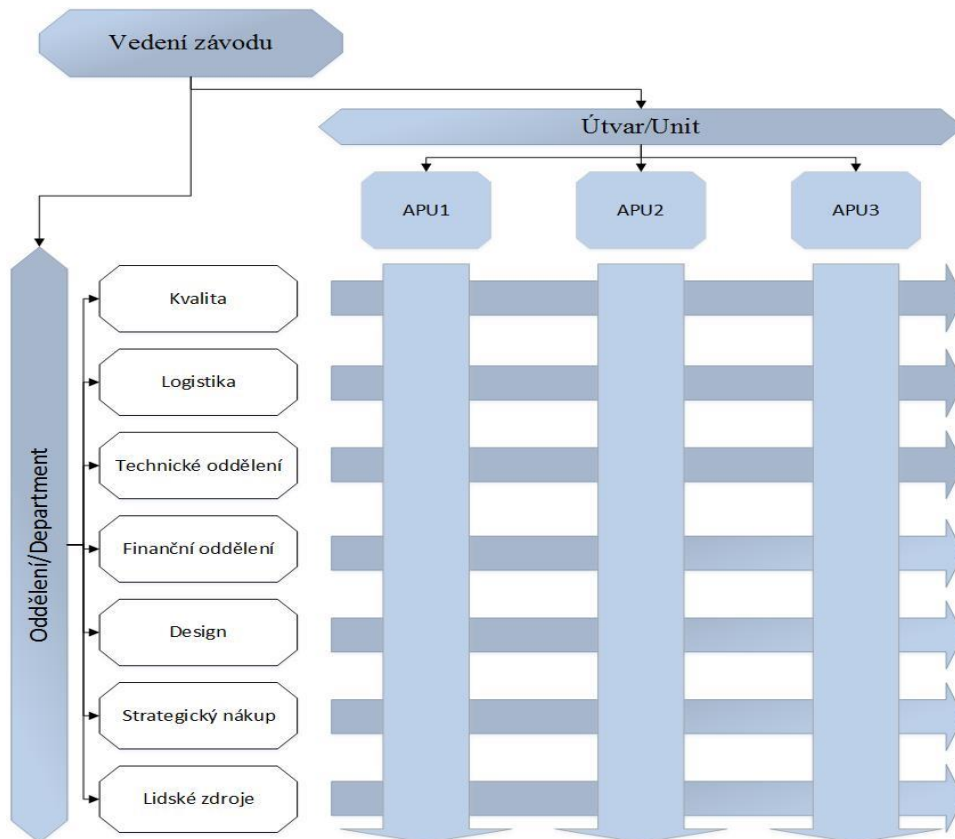 Vedení závodu
Útvar/Unit
APU1
APU2
APU3
Oddělení/Department
Kvalita
Logistika
Technické oddělení
Finanční oddělení
Design
Strategický nákup
Lidské zdroje